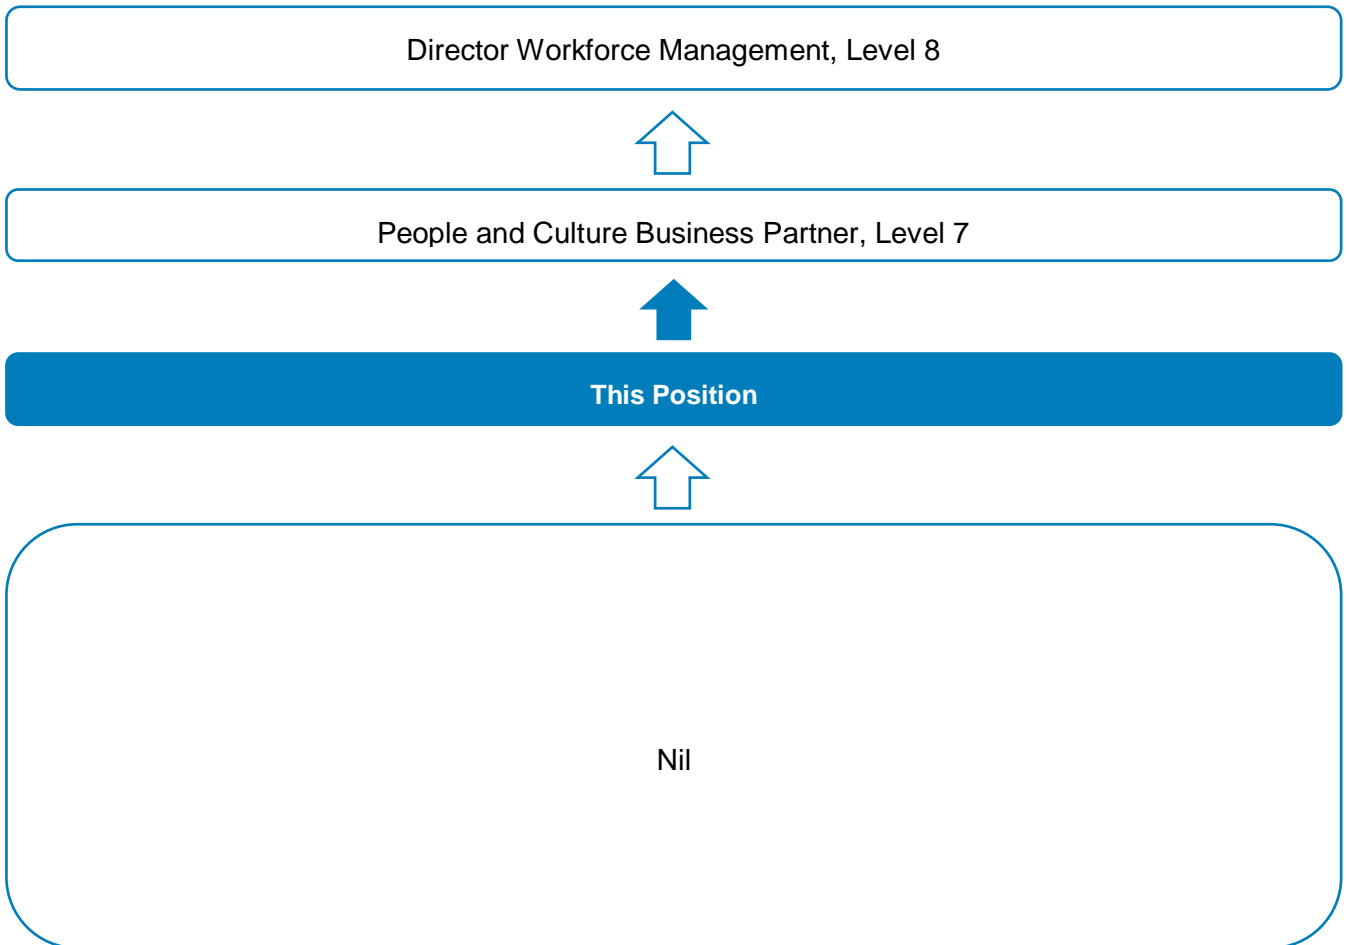 Director Workforce Management, Level 8
People and Culture Business Partner, Level 7
This Position
Nil